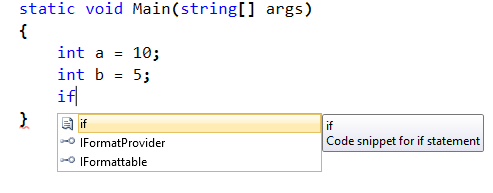 static void Main(string[] args)
{
    int a = 10;
    int b = 5;
    if
}
if
IFormatProvider
IFormattable
if
Code snippet for if statement